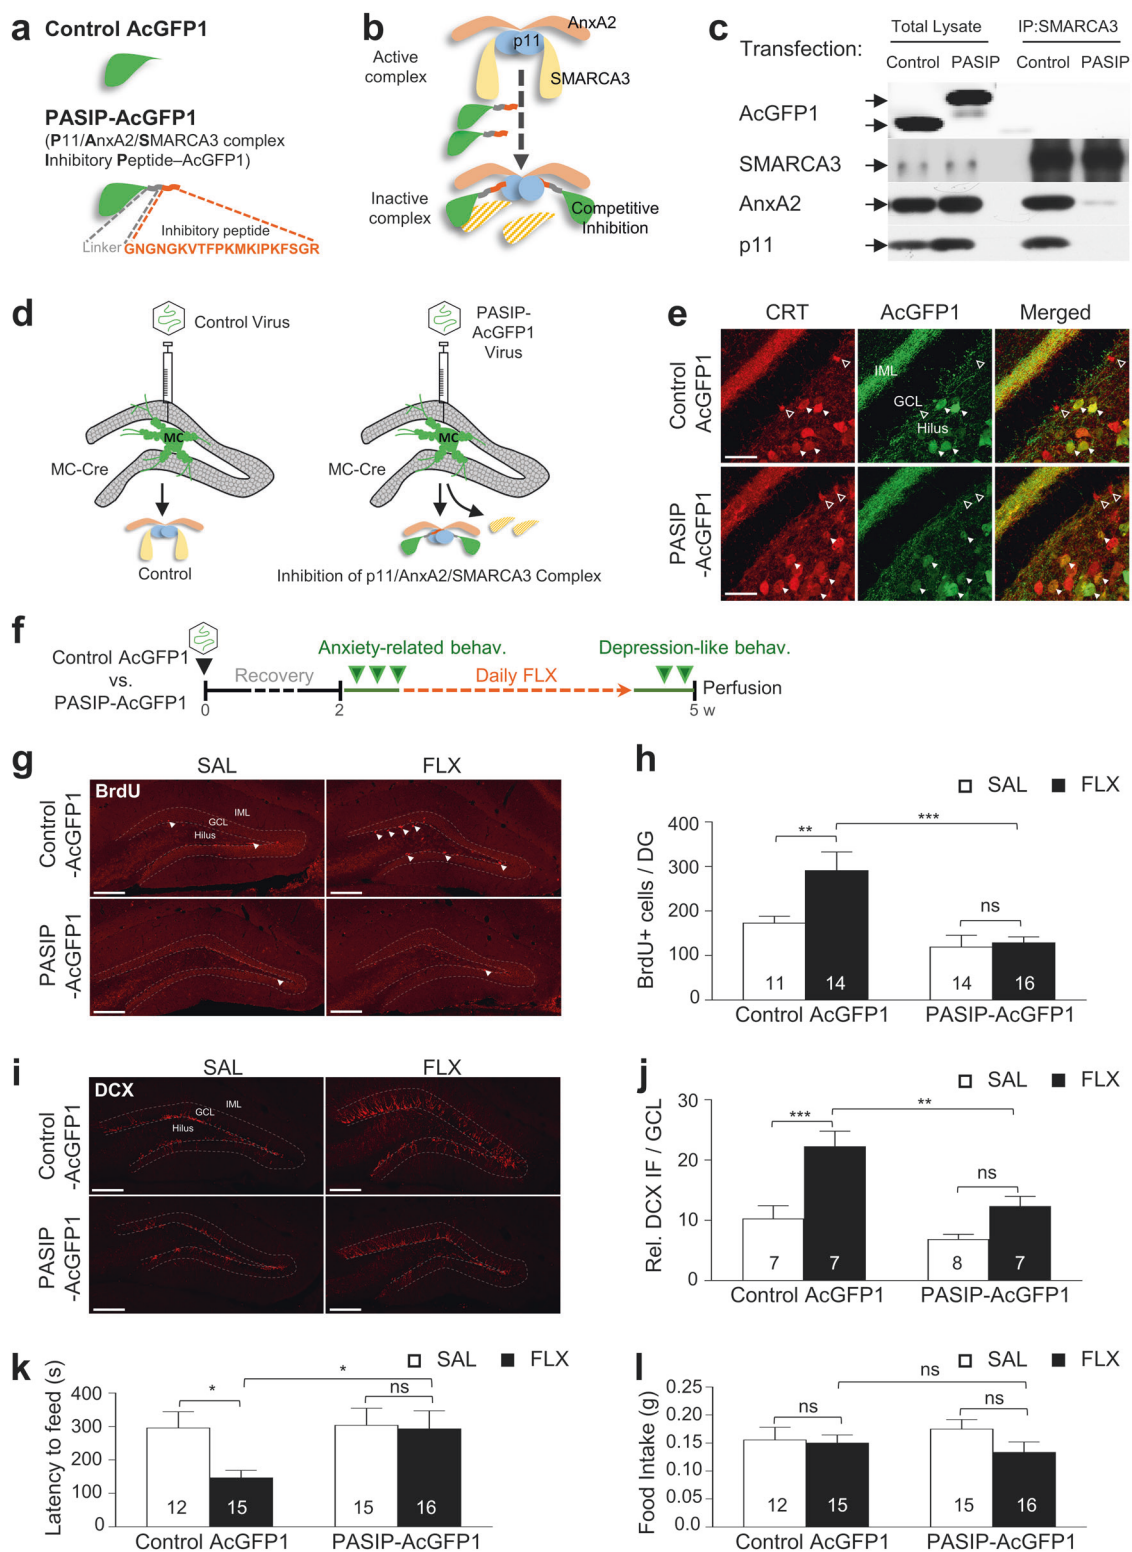 a
Control AcGFP1
PASIP-AcGFP1
(P11/AnxA2/SMARCA3 complex
Inhibitory Peptide–AcGFP1)
Inhibitory peptide
Linker GNGNGKVTFPKMKIPKFSGR
b
Active
complex
AnxA2
p11
SMARCA3
Inactive
complex
Competitive
Inhibition
c
Transfection:
Total Lysate
IP:SMARCA3
Control PASIP Control PASIP
AcGFP1
SMARCA3
AnxA2
p11
d
Control Virus
MC
MC-Cre
Control
PASIP-
AcGFP1
Virus
MC
MC-Cre
Inhibition of p11/AnxA2/SMARCA3 Complex
e
CRT AcGFP1 Merged
Control
AcGFP1
IML
GCL
Hilus
PASIP
-AcGFP1
f
Control AcGFP1
vs.
PASIP-AcGFP1
Recovery
Anxiety-related behav.
Daily FLX
Depression-like behav.
Perfusion
0 2 5 w
g
SAL FLX
Control
-AcGFP1
BrdU
IML
GCL
Hilus
PASIP
-AcGFP1
h
SAL FLX
BrdU+ cells / DG
400
300
200
100
0
** *** ns
11 14 14 16
Control AcGFP1 PASIP-AcGFP1
i
SAL FLX
Control
-AcGFP1
DCX
IML
GCL
Hilus
PASIP
-AcGFP1
j
SAL FLX
Rel. DCX IF / GCL
30
20
10
0
*** ** ns
7 7 8 7
Control AcGFP1 PASIP-AcGFP1
k
SAL FLX
Latency to feed (s)
400
300
200
100
0
* * ns
12 15 15 16
Control AcGFP1 PASIP-AcGFP1
l
SAL FLX
Food Intake (g)
0.25
0.20
0.15
0.10
0.05
0.0
ns ns ns
12 15 15 16
Control AcGFP1 PASIP-AcGFP1